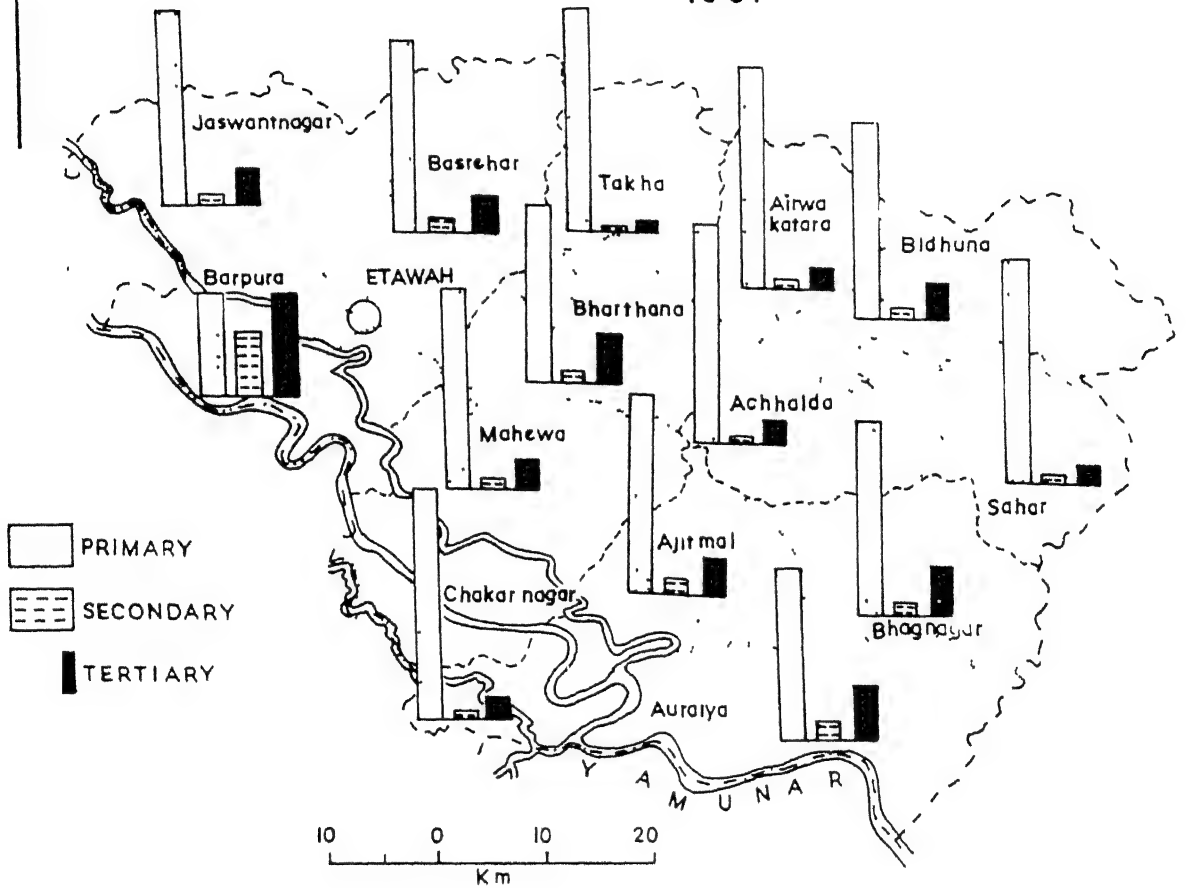 Jaswantnagar
Basrehar
Takha
Airwa
katara
Bidhuna
Barpura
ETAWAH
Bharthana
Achhalda
Mahewa
Sahar
PRIMARY
SECONDARY
TERTIARY
Ajitmal
Chakar nagar
Bhagnagar
Auraiya
YAMUNA R
10 0 10 20
Km